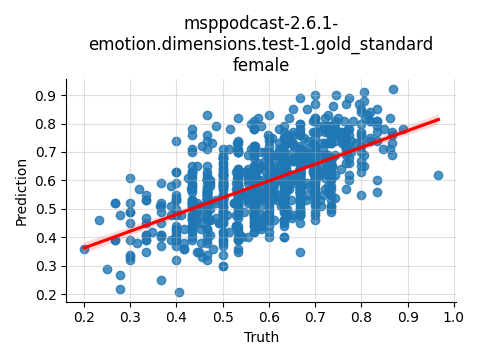 msppodcast-2.6.1-
emotion.dimensions.test-1.gold_standard
female
Prediction
0.9
0.8
0.7
0.6
0.5
0.4
0.3
0.2
0.2 0.3 0.4 0.5 0.6 0.7 0.8 0.9 1.0
Truth